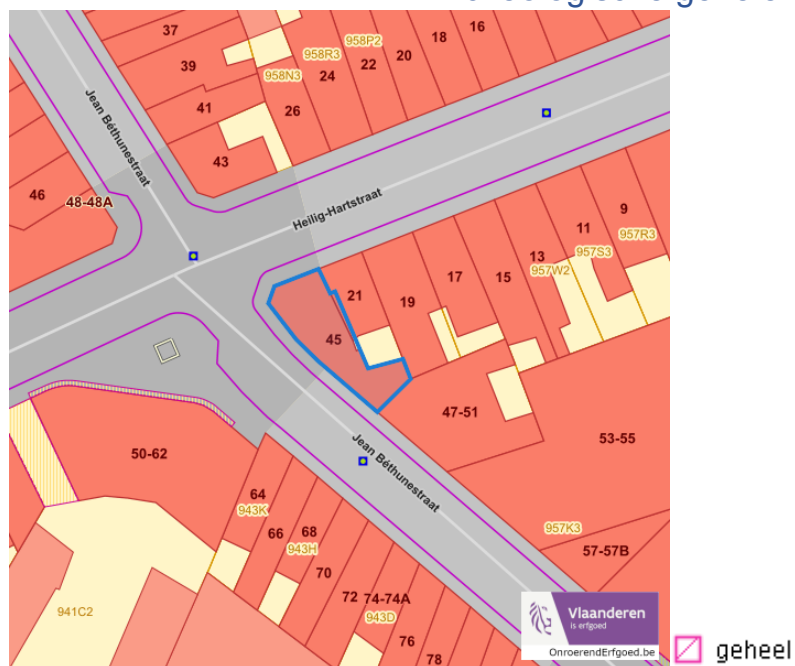 37
39
41
43
958N3
958R3
958P2
24
22
20
18
16
26
Jean Béthunestraat
46
48-48A
Heilig-Hartstraat
9
11
13
957R3
957S3
957W2
15
17
19
21
45
47-51
53-55
50-62
Jean Béthunestraat
64
943K
66
68
943H
70
72
74-74A
943D
76
78
957K3
57-57B
941C2
Vlaanderen
is erfgoed
OnroerendErfgoed.be
geheel